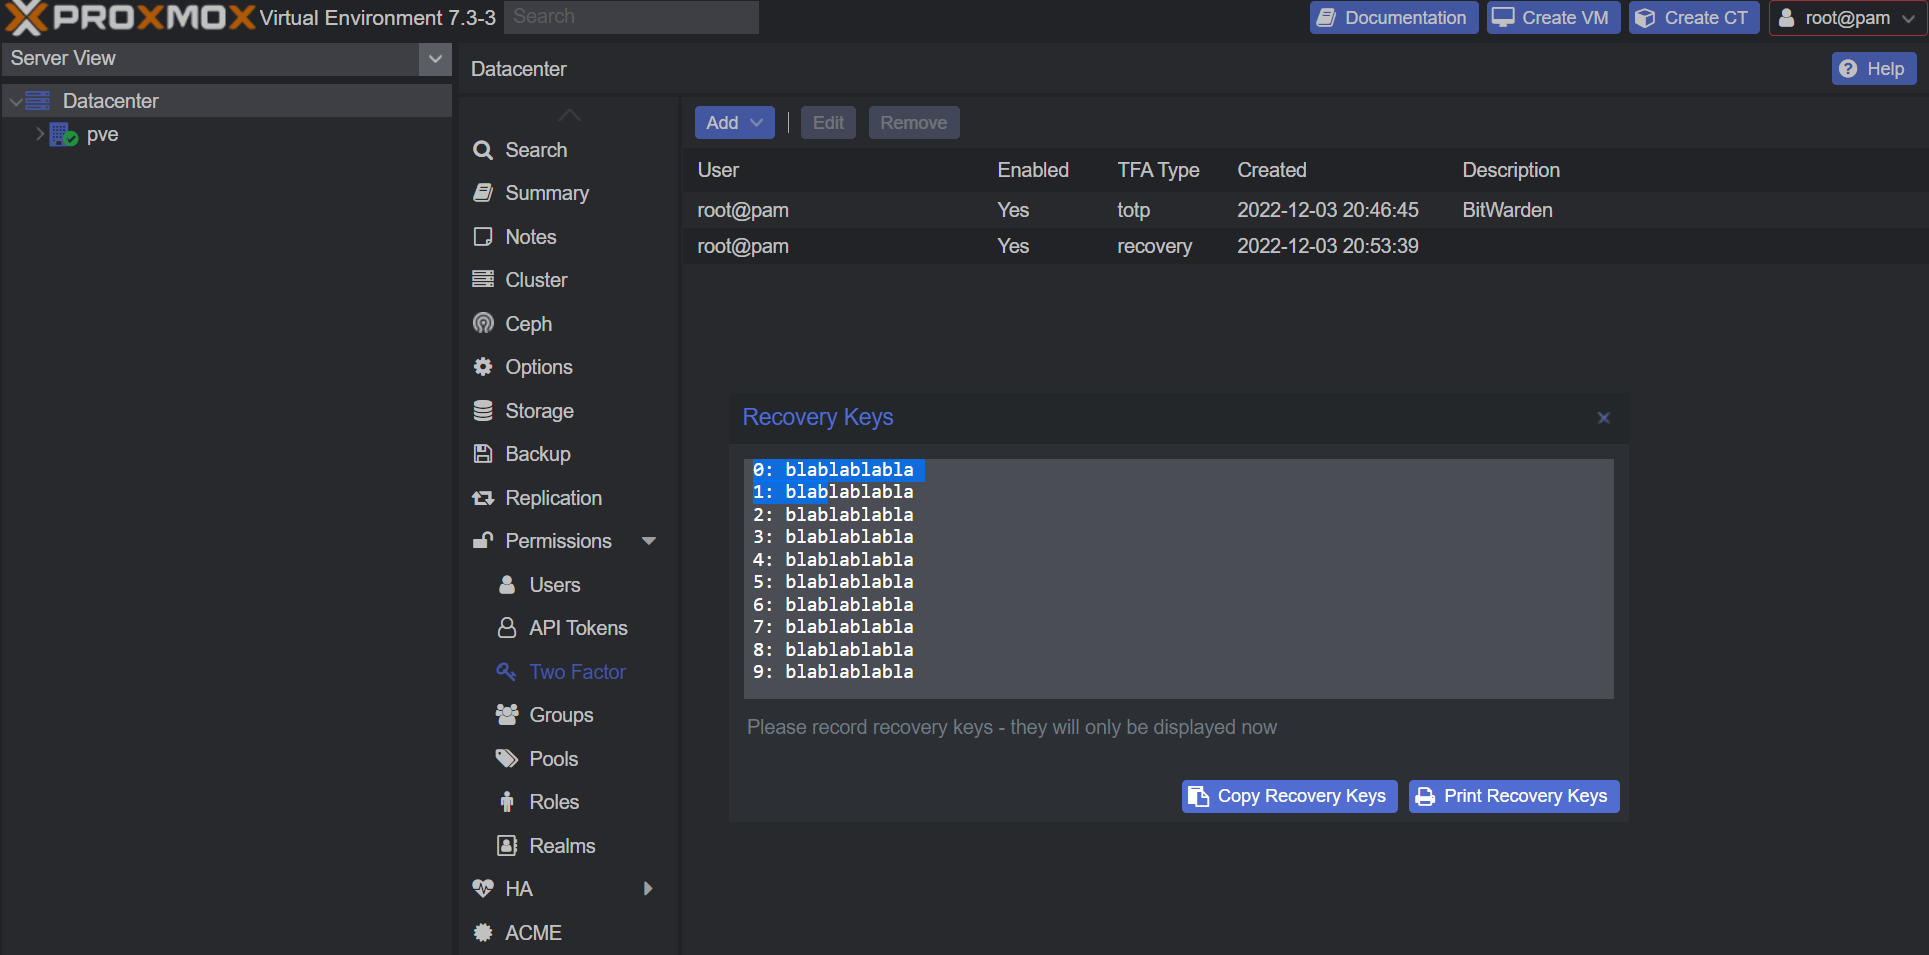 PROXMOX Virtual Environment 7.3-3 Search Documentation Create VM Create CT root@pam
Server View
Datacenter
pve
Datacenter Help
Search
Summary
Notes
Cluster
Ceph
Options
Storage
Backup
Replication
Permissions
Users
API Tokens
Two Factor
Groups
Pools
Roles
Realms
HA
ACME
Add Edit Remove
User Enabled TFA Type Created Description
root@pam Yes totp 2022-12-03 20:46:45 BitWarden
root@pam Yes recovery 2022-12-03 20:53:39
Recovery Keys
0: blablablabla
1: blablablabla
2: blablablabla
3: blablablabla
4: blablablabla
5: blablablabla
6: blablablabla
7: blablablabla
8: blablablabla
9: blablablabla
Please record recovery keys - they will only be displayed now
Copy Recovery Keys Print Recovery Keys